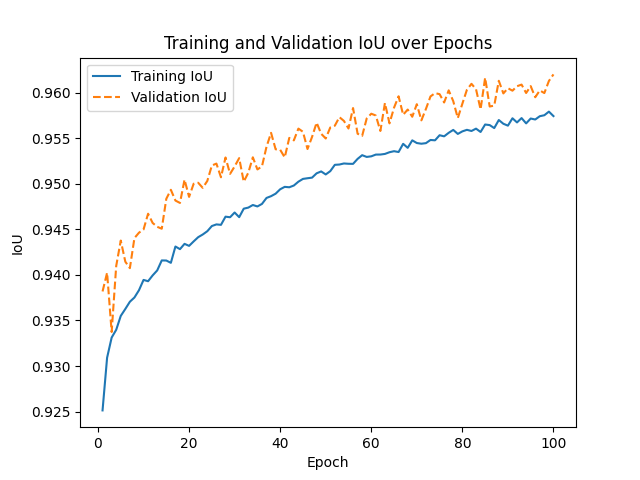 Training and Validation IoU over Epochs
Training IoU
Validation IoU
0.960
0.955
0.950
0.945
0.940
0.935
0.930
0.925
IoU
0 20 40 60 80 100
Epoch